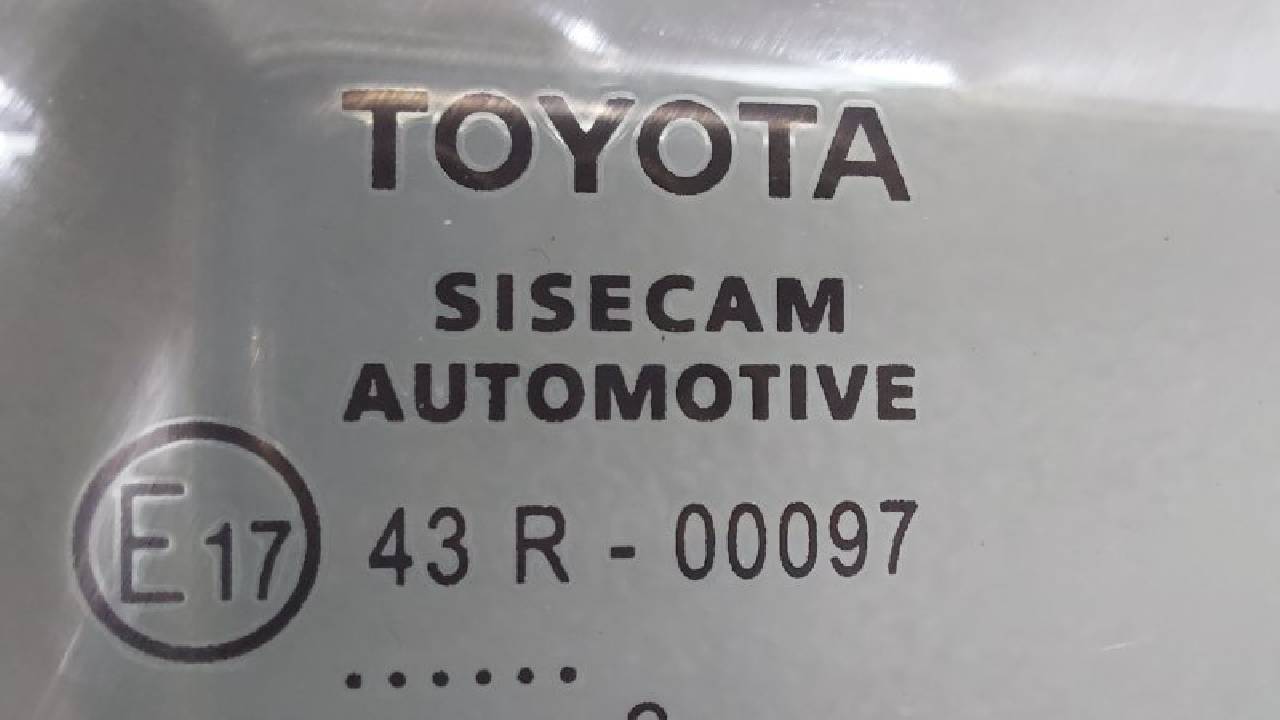 TOYOTA
SISECAM
AUTOMOTIVE
E17 43 R - 00097
......